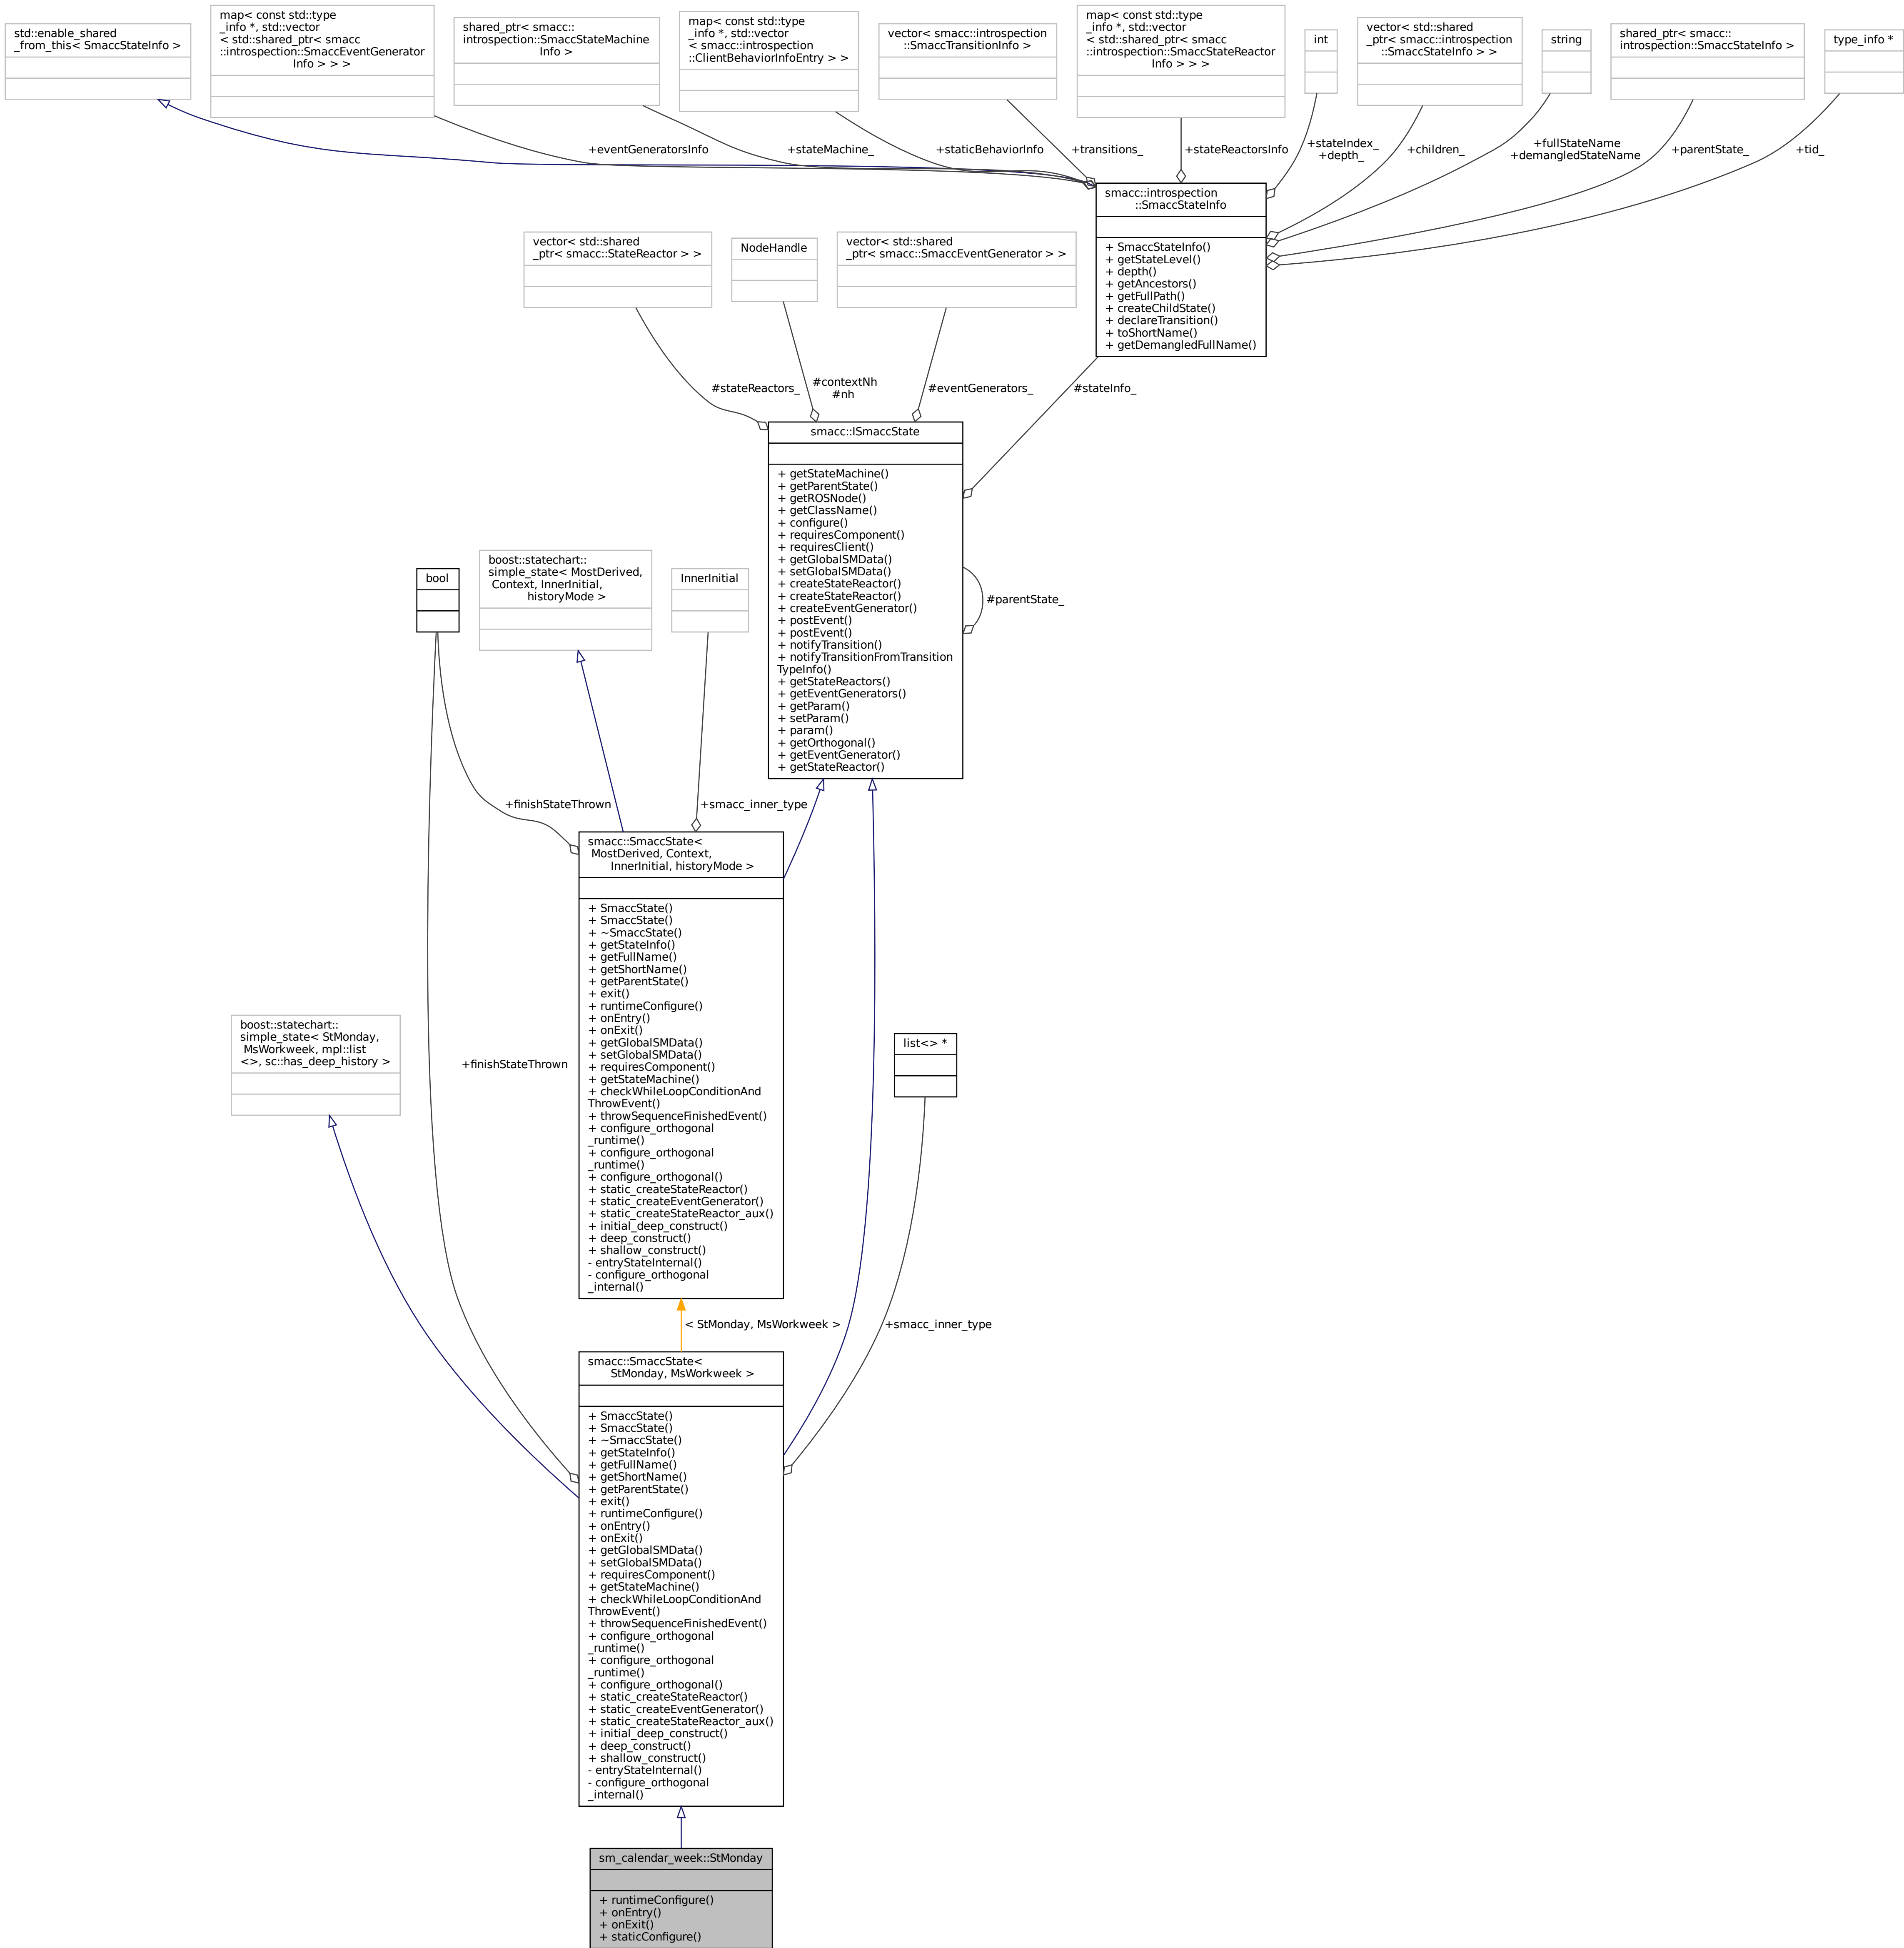 std::enable_shared
_from_this< SmaccStateInfo >
map< const std::type
_info *, std::vector
< std::shared_ptr< smacc
::introspection::SmaccEventGenerator
Info > > >
shared_ptr< smacc::
introspection::SmaccStateMachine
Info >
map< const std::type
_info *, std::vector
< smacc::introspection
::ClientBehaviorInfoEntry > >
vector< smacc::introspection
::SmaccTransitionInfo >
map< const std::type
_info *, std::vector
< std::shared_ptr< smacc
::introspection::SmaccStateReactor
Info > > >
int
vector< std::shared
_ptr< smacc::introspection
::SmaccStateInfo > >
string
shared_ptr< smacc::
introspection::SmaccStateInfo >
type_info *
+eventGeneratorsInfo
+stateMachine_
+staticBehaviorInfo
+transitions_
+stateReactorsInfo
+stateIndex_
+depth_
+children_
+fullStateName
+demangledStateName
+parentState_
+tid_
smacc::introspection
::SmaccStateInfo
+ SmaccStateInfo()
+ getStateLevel()
+ depth()
+ getAncestors()
+ getFullPath()
+ createChildState()
+ declareTransition()
+ toShortName()
+ getDemangledFullName()
vector< std::shared
_ptr< smacc::StateReactor > >
NodeHandle
vector< std::shared
_ptr< smacc::SmaccEventGenerator > >
#stateReactors_
#contextNh
#nh
#eventGenerators_
#stateInfo_
smacc::ISmaccState
+ getStateMachine()
+ getParentState()
+ getROSNode()
+ getClassName()
+ configure()
+ requiresComponent()
+ requiresClient()
+ getGlobalSMData()
+ setGlobalSMData()
+ createStateReactor()
+ createStateReactor()
+ createEventGenerator()
+ postEvent()
+ postEvent()
+ notifyTransition()
+ notifyTransitionFromTransition
TypeInfo()
+ getStateReactors()
+ getEventGenerators()
+ getParam()
+ setParam()
+ param()
+ getOrthogonal()
+ getEventGenerator()
+ getStateReactor()
#parentState_
bool
boost::statechart::
simple_state< MostDerived,
Context, InnerInitial,
historyMode >
InnerInitial
+finishStateThrown
+smacc_inner_type
smacc::SmaccState<
MostDerived, Context,
InnerInitial, historyMode >
+ SmaccState()
+ SmaccState()
+ ~SmaccState()
+ getStateInfo()
+ getFullName()
+ getShortName()
+ getParentState()
+ exit()
+ runtimeConfigure()
+ onEntry()
+ onExit()
+ getGlobalSMData()
+ setGlobalSMData()
+ requiresComponent()
+ getStateMachine()
+ checkWhileLoopConditionAnd
ThrowEvent()
+ throwSequenceFinishedEvent()
+ configure_orthogonal
_runtime()
+ configure_orthogonal
_runtime()
+ configure_orthogonal()
+ static_createStateReactor()
+ static_createEventGenerator()
+ static_createStateReactor_aux()
+ initial_deep_construct()
+ deep_construct()
+ shallow_construct()
- entryStateInternal()
- configure_orthogonal
_internal()
boost::statechart::
simple_state< StMonday,
MsWorkweek, mpl::list
<>, sc::has_deep_history >
+finishStateThrown
list<> *
< StMonday, MsWorkweek >
+smacc_inner_type
smacc::SmaccState<
StMonday, MsWorkweek >
+ SmaccState()
+ SmaccState()
+ ~SmaccState()
+ getStateInfo()
+ getFullName()
+ getShortName()
+ getParentState()
+ exit()
+ runtimeConfigure()
+ onEntry()
+ onExit()
+ getGlobalSMData()
+ setGlobalSMData()
+ requiresComponent()
+ getStateMachine()
+ checkWhileLoopConditionAnd
ThrowEvent()
+ throwSequenceFinishedEvent()
+ configure_orthogonal
_runtime()
+ configure_orthogonal
_runtime()
+ configure_orthogonal()
+ static_createStateReactor()
+ static_createEventGenerator()
+ static_createStateReactor_aux()
+ initial_deep_construct()
+ deep_construct()
+ shallow_construct()
- entryStateInternal()
- configure_orthogonal
_internal()
sm_calendar_week::StMonday
+ runtimeConfigure()
+ onEntry()
+ onExit()
+ staticConfigure()